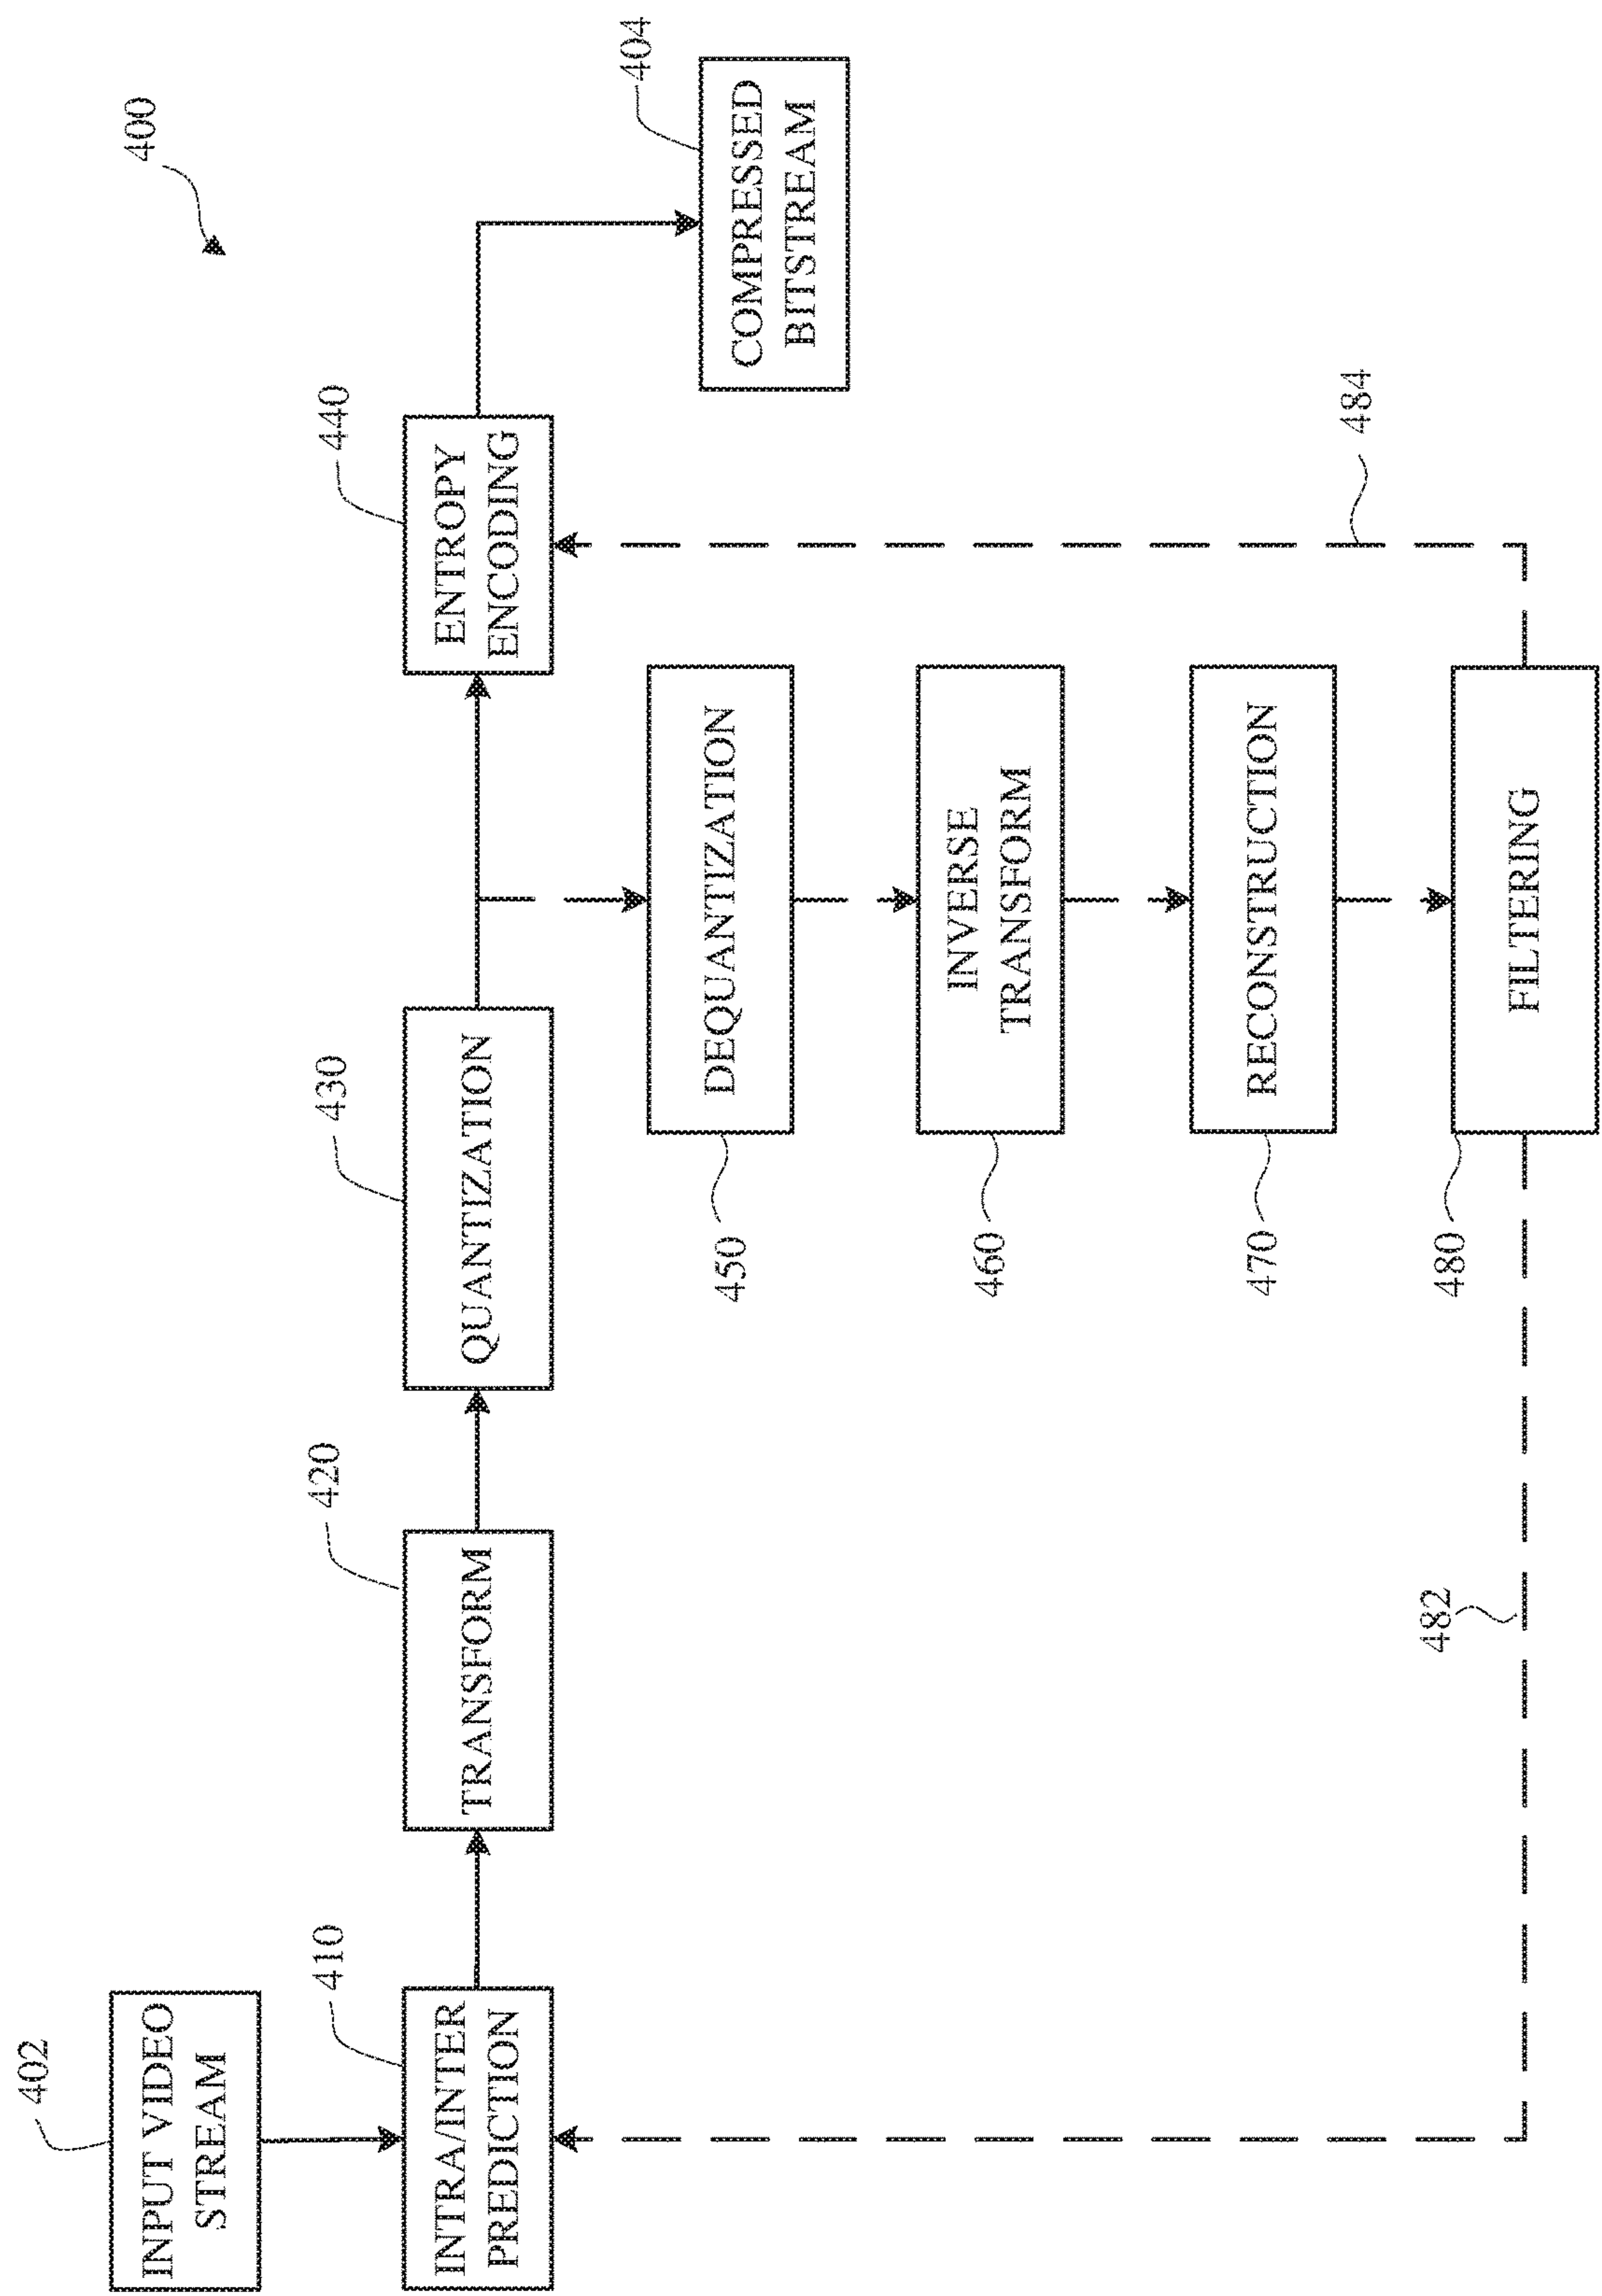 400
402
INPUT VIDEO
STREAM
410
INTRA/INTER
PREDICTION
420
TRANSFORM
430
QUANTIZATION
440
ENTROPY
ENCODING
404
COMPRESSED
BITSTREAM
450
DEQUANTIZATION
460
INVERSE
TRANSFORM
470
RECONSTRUCTION
480
FILTERING
482
484